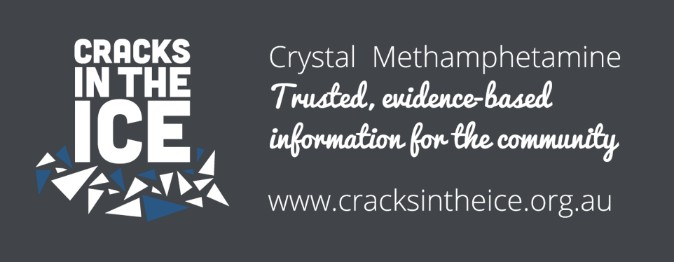 CRACKS
IN THE
ICE
Crystal Methamphetamine
Trusted, evidence-based
information for the community
www.cracksintheice.org.au